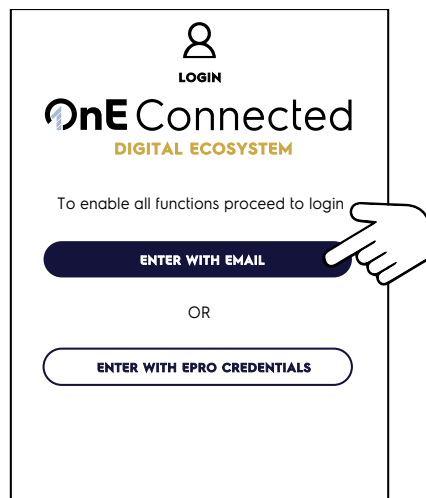 LOGIN
OnE Connected
DIGITAL ECOSYSTEM
To enable all functions proceed to login
ENTER WITH EMAIL
OR
ENTER WITH EPRO CREDENTIALS